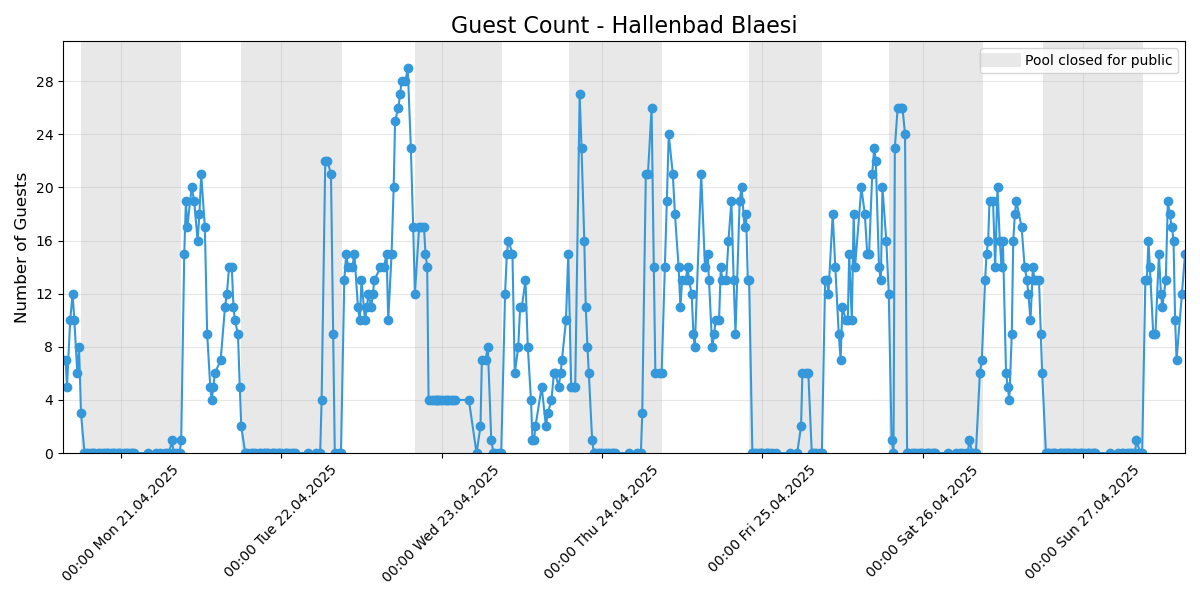 Guest Count - Hallenbad Blaesi
Pool closed for public
Number of Guests
28
24
20
16
12
8
4
0
00:00 Mon 21.04.2025
00:00 Tue 22.04.2025
00:00 Wed 23.04.2025
00:00 Thu 24.04.2025
00:00 Fri 25.04.2025
00:00 Sat 26.04.2025
00:00 Sun 27.04.2025